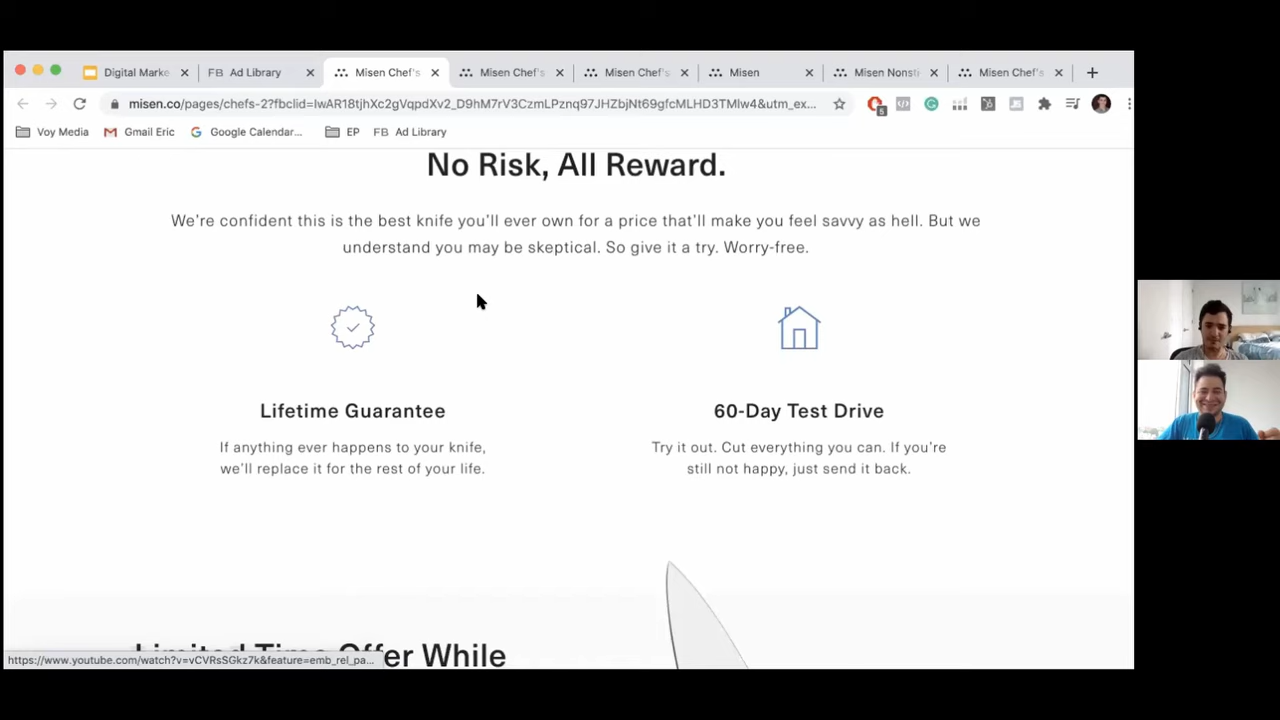 Digital Marke
FB Ad Library
Misen Chef's
Misen Chef's
Misen Chef's
Misen
Misen Nonsti
Misen Chef's
misen.co/pages/chefs-2?fbclid=IwAR18tjhXc2gVqpdXv2_D9hM7rV3CzmLPznq97JHZbjNt69gfcMLHD3TMlw4&utm_ex...
5
Voy Media
Gmail Eric
Google Calendar...
EP
FB Ad Library
No Risk, All Reward.
We're confident this is the best knife you'll ever own for a price that'll make you feel savvy as hell. But we
understand you may be skeptical. So give it a try. Worry-free.
Lifetime Guarantee
If anything ever happens to your knife,
we'll replace it for the rest of your life.
60-Day Test Drive
Try it out. Cut everything you can. If you're
still not happy, just send it back.
Limited Time Offer While
https://www.youtube.com/watch?v=vCVRsSGkz7k&feature=emb_rel_pa...